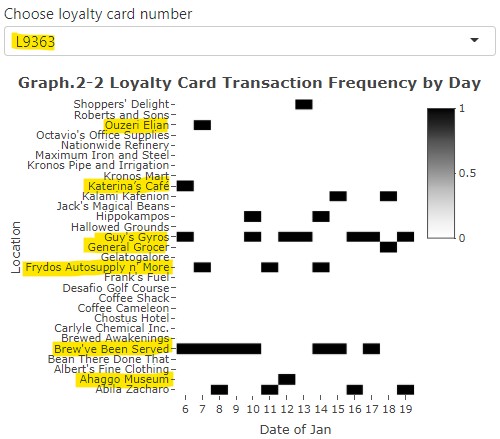 Choose loyalty card number
L9363
Graph.2-2 Loyalty Card Transaction Frequency by Day
Shoppers' Delight
Roberts and Sons
Ouzeri Elian
Octavio's Office Supplies
Nationwide Refinery
Maximum Iron and Steel
Kronos Pipe and Irrigation
Kronos Mart
Katerina's Café
Kalami Kafenion
Jack's Magical Beans
Hippokampos
Hallowed Grounds
Guy's Gyros
General Grocer
Gelatogalore
Frydos Autosupply n' More
Frank's Fuel
Desafio Golf Course
Coffee Shack
Coffee Cameleon
Chostus Hotel
Carlyle Chemical Inc.
Brewed Awakenings
Brew've Been Served
Bean There Done That
Albert's Fine Clothing
Ahaggo Museum
Abila Zacharo
Location
6 7 8 9 10 11 12 13 14 15 16 17 18 19
Date of Jan
1
0.5
0